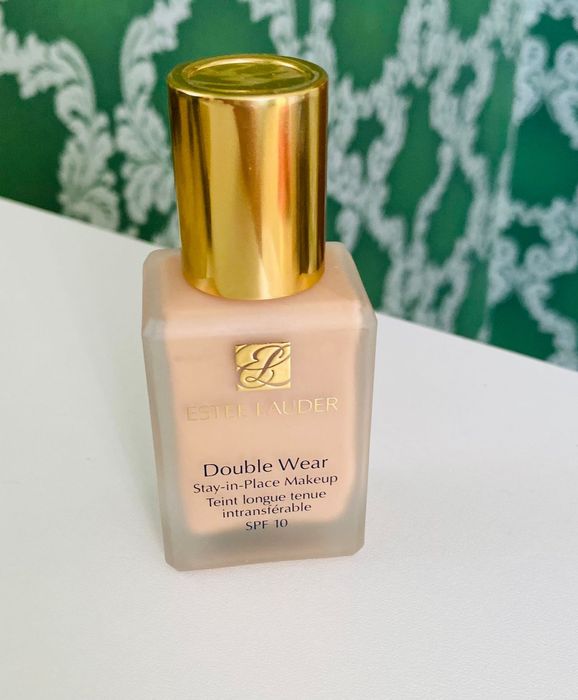 ESTEE LAUDER
Double Wear
Stay-in-Place Makeup
Teint longue tenue
intransférable
SPF 10